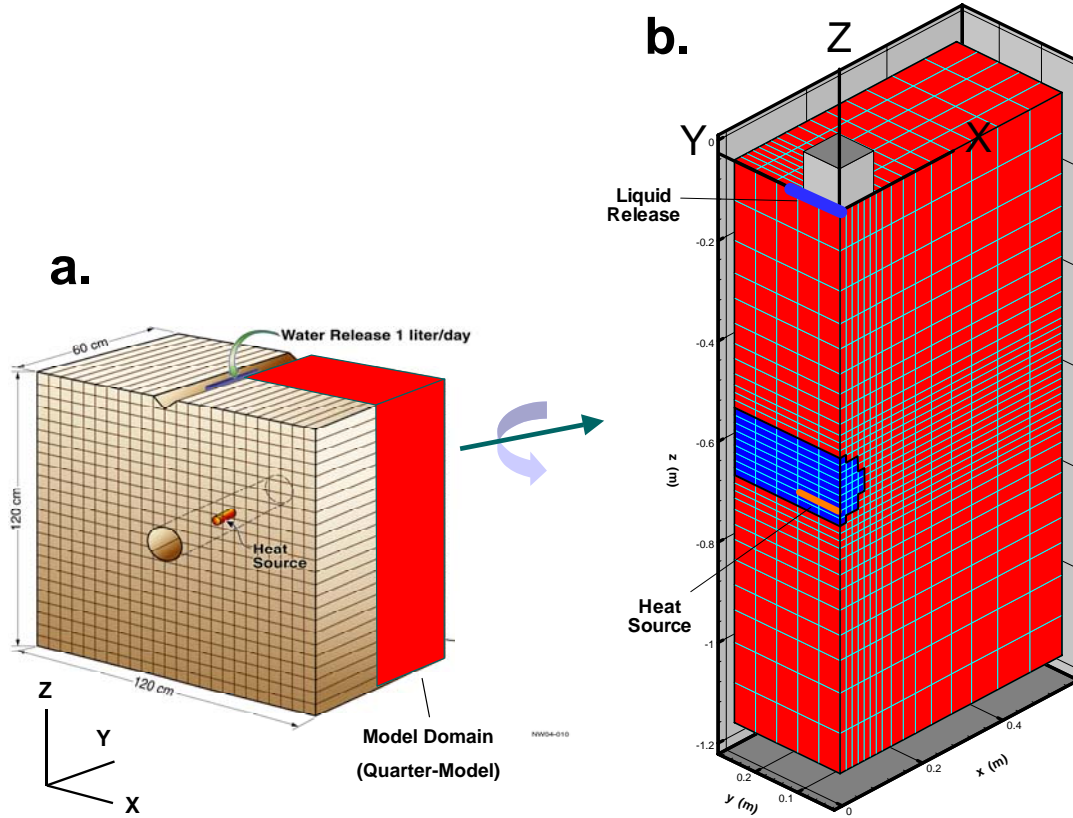 a.
Water Release 1 liter/day
60 cm
120 cm
Heat
Source
120 cm
Z
Y
X
Model Domain
(Quarter-Model)
NW04-010
b.
Z
Y
X
Liquid
Release
0
-0.2
-0.4
-0.6
-0.8
-1
-1.2
z (m)
Heat
Source
0.2
0.1
0
y (m)
0.2
0.4
x (m)